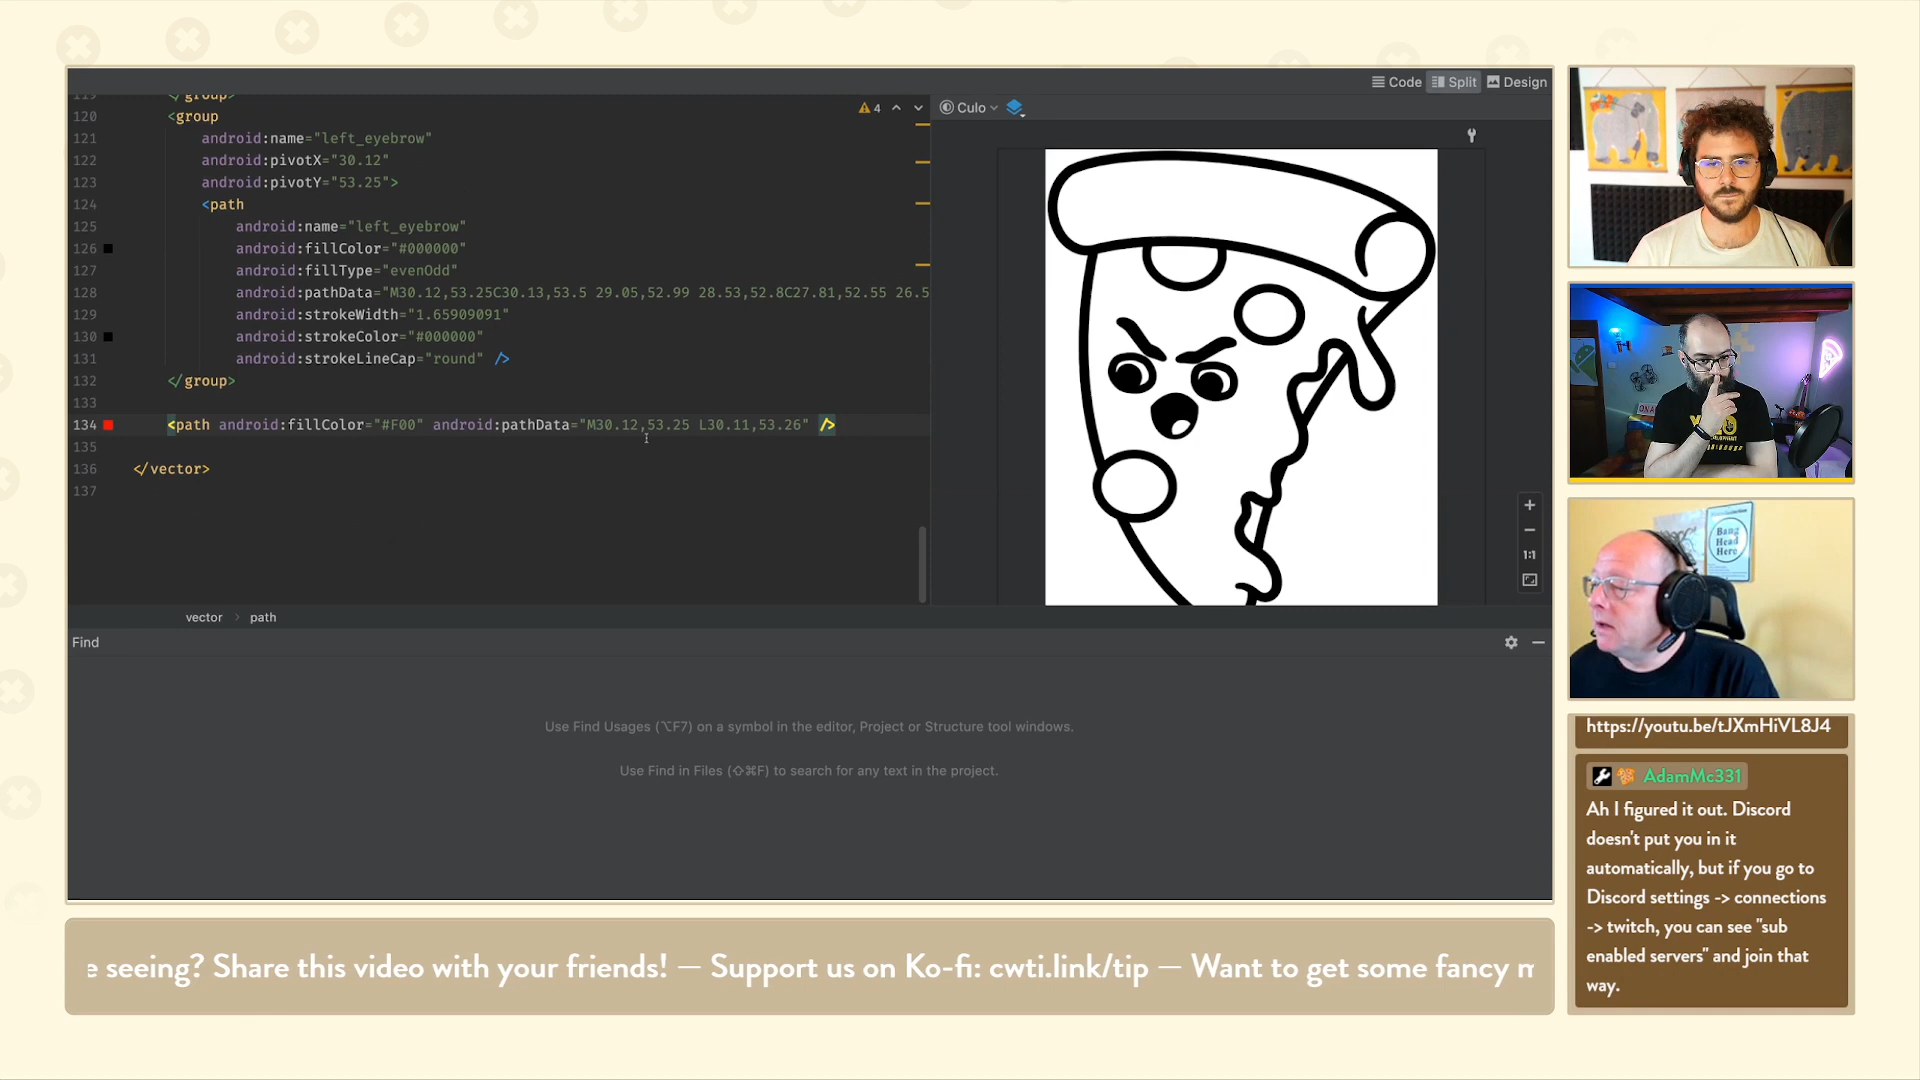 Code Split Design
119 </group>
4
Culo
120 <group
121 android:name="left_eyebrow"
122 android:pivotX="30.12"
123 android:pivotY="53.25">
124 <path
125 android:name="left_eyebrow"
126 android:fillColor="#000000"
127 android:fillType="evenOdd"
128 android:pathData="M30.12,53.25C30.13,53.5 29.05,52.99 28.53,52.8C27.81,52.55 26.5
129 android:strokeWidth="1.65909091"
130 android:strokeColor="#000000"
131 android:strokeLineCap="round" />
132 </group>
133
134 <path android:fillColor="#F00" android:pathData="M30.12,53.25 L30.11,53.26" />
135
136 </vector>
137
1:1
vector > path
Find
Use Find Usages (⌥F7) on a symbol in the editor, Project or Structure tool windows.
Use Find in Files (⇧⌘F) to search for any text in the project.
Bang
Head
Here
https://youtu.be/tJXmHiVL8J4
AdamMc331
Ah I figured it out. Discord
doesn't put you in it
automatically, but if you go to
Discord settings -> connections
-> twitch, you can see "sub
enabled servers" and join that
way.
e seeing? Share this video with your friends! — Support us on Ko-fi: cwti.link/tip — Want to get some fancy m